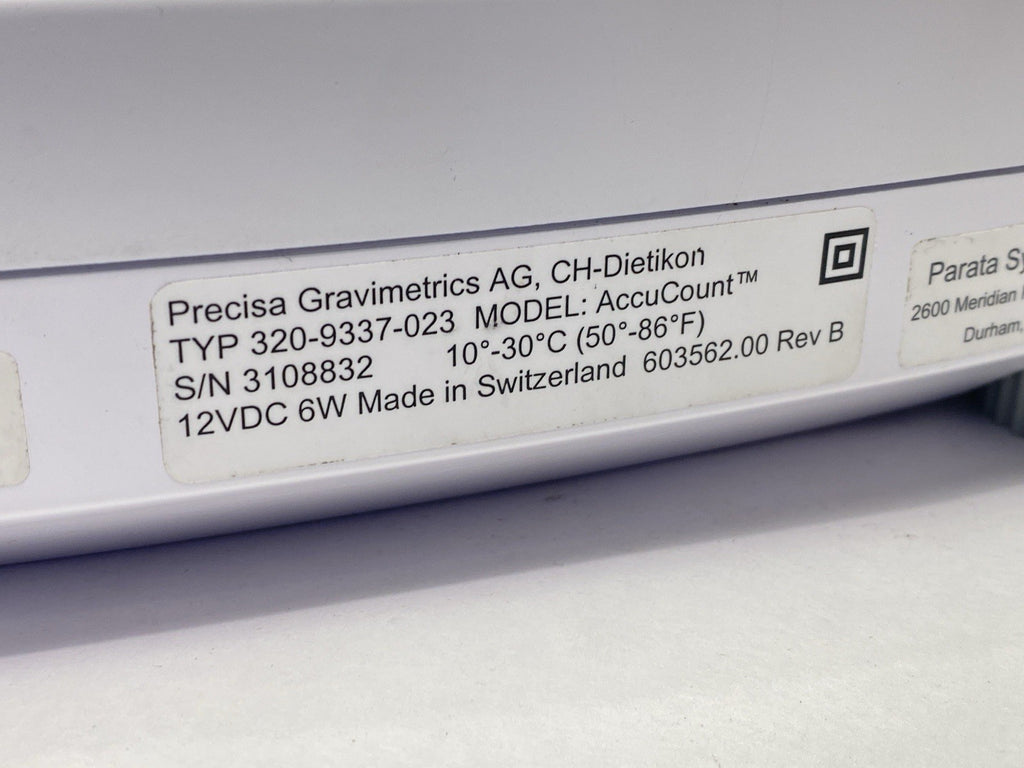 Precisa Gravimetrics AG, CH-Dietikon
TYP 320-9337-023 MODEL: AccuCount™
S/N 3108832 10°-30°C (50°-86°F)
12VDC 6W Made in Switzerland 603562.00 Rev B
Parata
2600 Meridian
Durham,